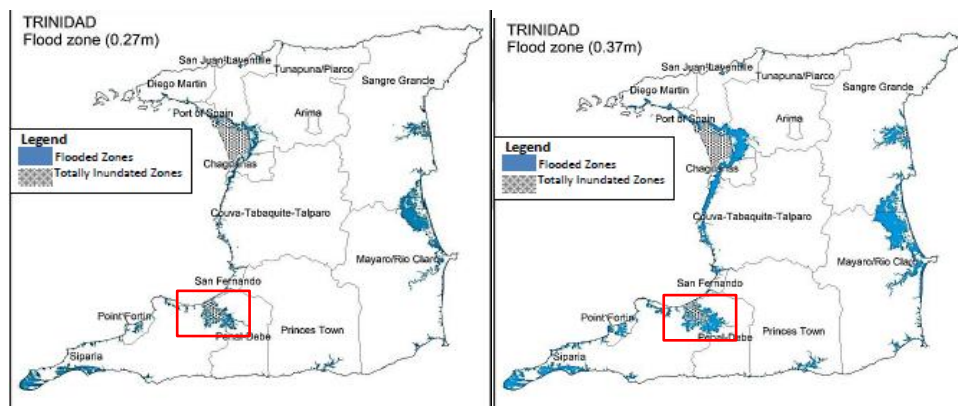 TRINIDAD
Flood zone (0.27m)
San Juan/Laventille
Tunapuna/Piarco
Diego Martin
Sangre Grande
Port of Spain
Arima
Legend
Flooded Zones
Totally Inundated Zones
Chaguanas
Couva-Tabaquite-Talparo
Mayaro/Rio Claro
San Fernando
Point Fortin
Penal-Debe
Princes Town
Siparia
TRINIDAD
Flood zone (0.37m)
San Juan/Laventille
Tunapuna/Piarco
Diego Martin
Sangre Grande
Port of Spain
Arima
Legend
Flooded Zones
Totally Inundated Zones
Chaguanas
Couva-Tabaquite-Talparo
Mayaro/Rio Claro
San Fernando
Point Fortin
Penal-Debe
Princes Town
Siparia